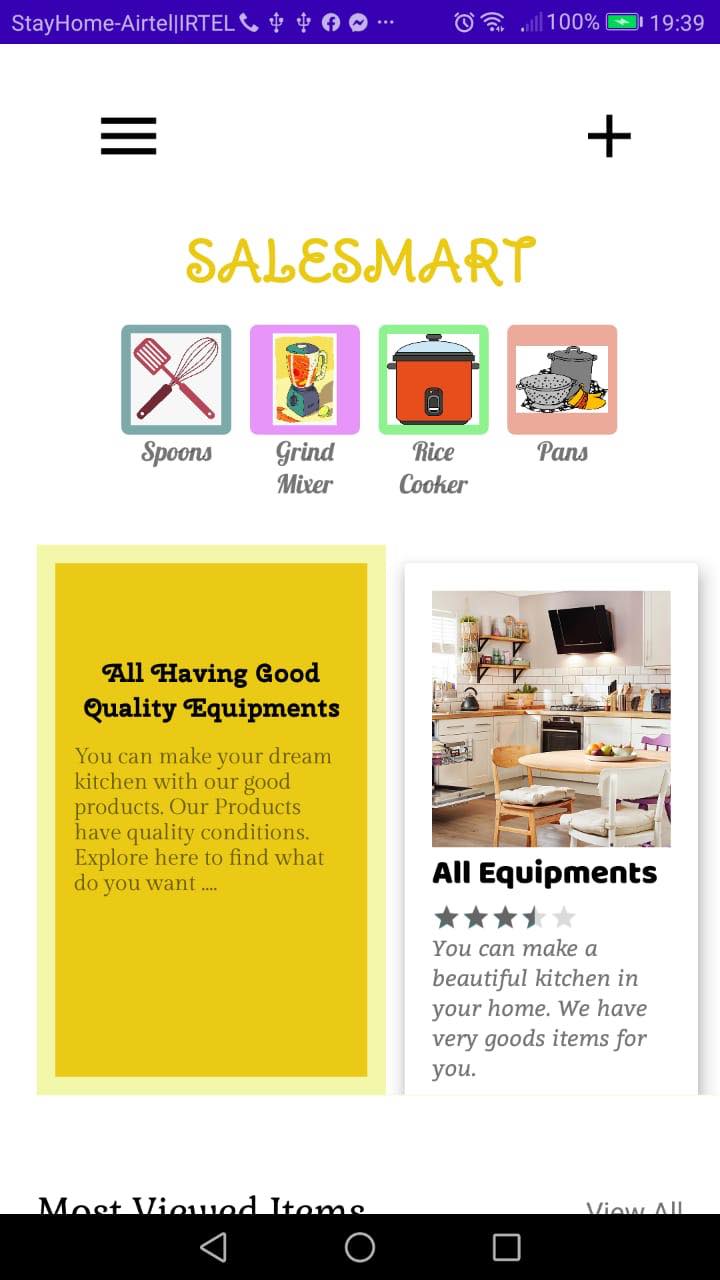 StayHome-Airtel|IRTEL 100% 19:39
SALESMART
Spoons
Grind
Mixer
Rice
Cooker
Pans
All Having Good
Quality Equipments
You can make your dream
kitchen with our good
products. Our Products
have quality conditions.
Explore here to find what
do you want ....
All Equipments
You can make a
beautiful kitchen in
your home. We have
very goods items for
you.
Most Viewed Items
View All